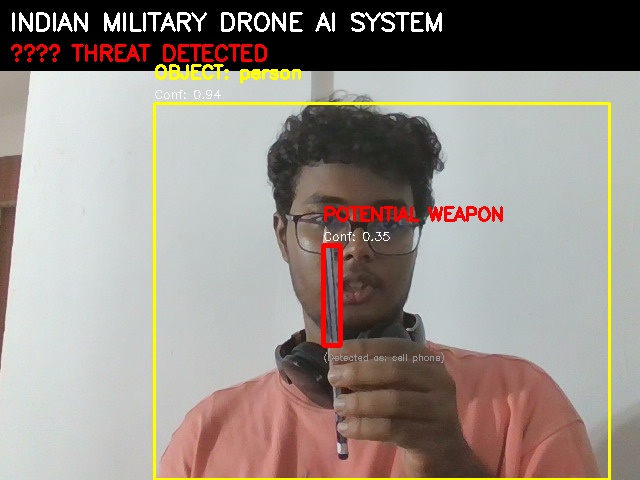 INDIAN MILITARY DRONE AI SYSTEM
???? THREAT DETECTED
OBJECT: person
Conf: 0.94
POTENTIAL WEAPON
Conf: 0.35
(Detected as: cell phone)